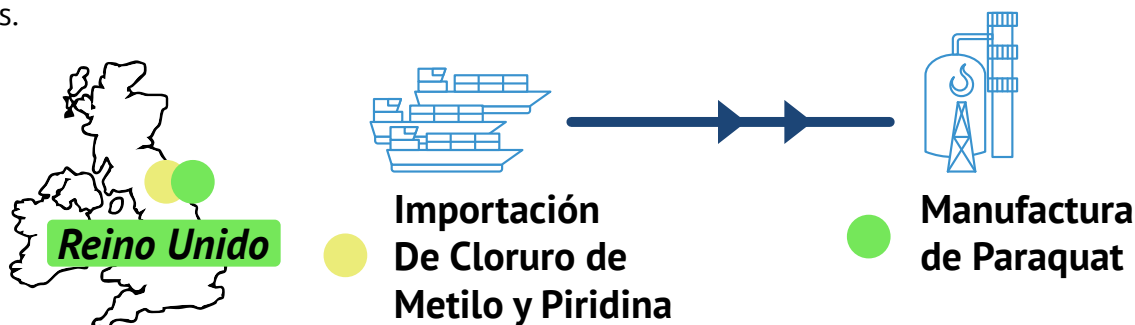 s.
Reino Unido
Importación
De Cloruro de
Metilo y Piridina
Manufactura
de Paraquat